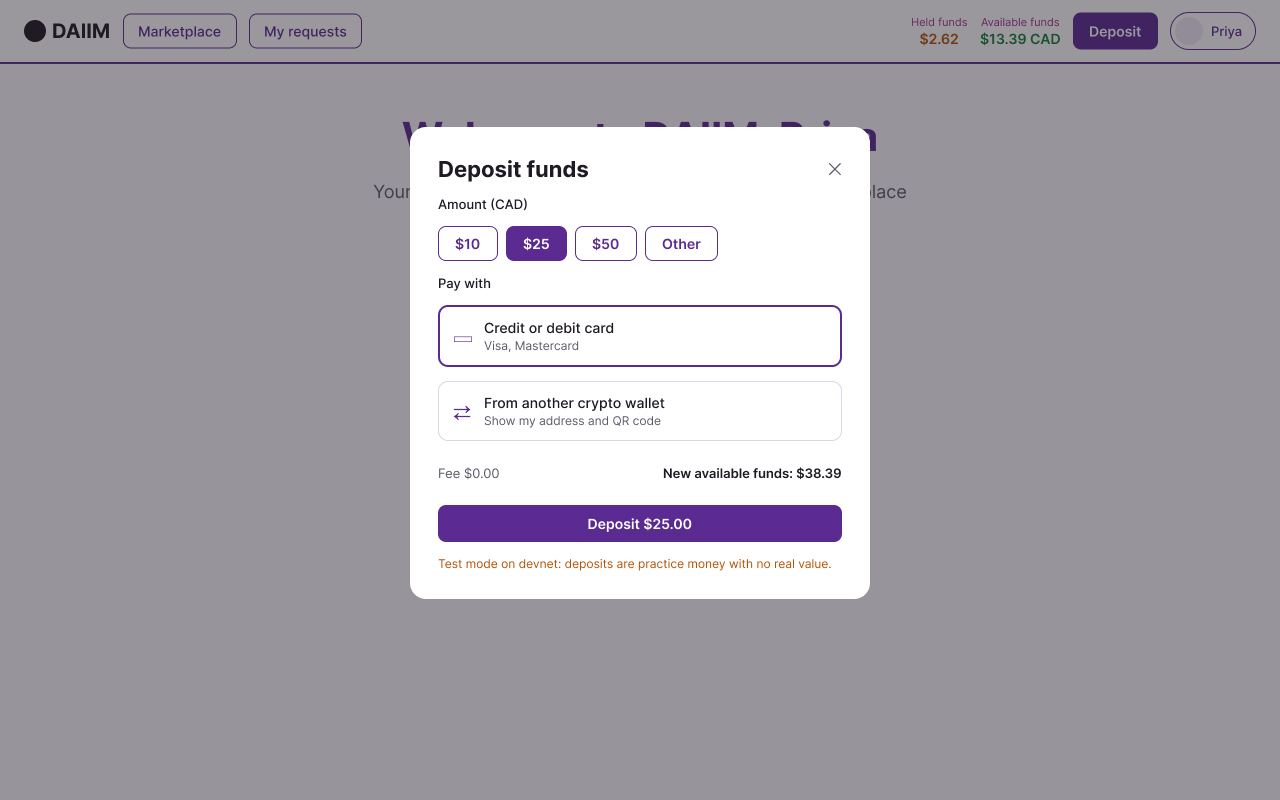 DAIIM
Marketplace
My requests
Held funds
$2.62
Available funds
$13.39 CAD
Deposit
Priya
Your
place
Deposit funds
Amount (CAD)
$10
$25
$50
Other
Pay with
Credit or debit card
Visa, Mastercard
From another crypto wallet
Show my address and QR code
Fee $0.00
New available funds: $38.39
Deposit $25.00
Test mode on devnet: deposits are practice money with no real value.